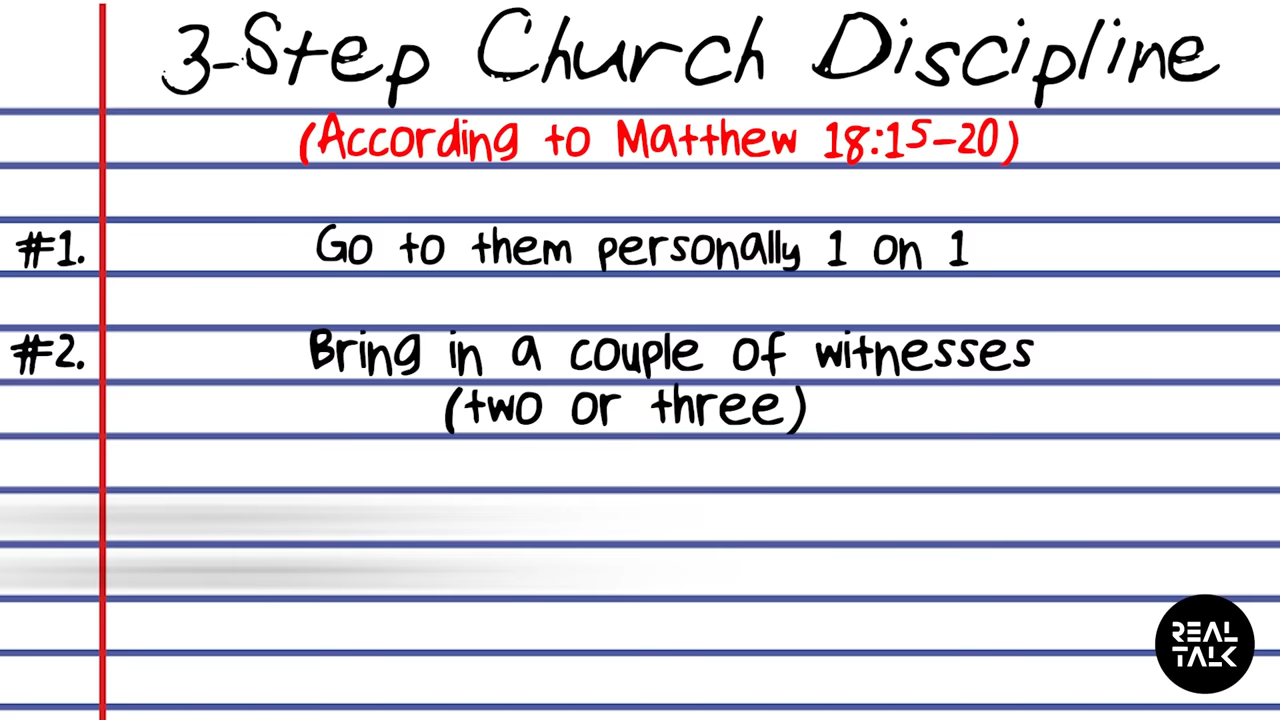 3-Step Church Discipline
(According to Matthew 18:15-20)
#1. Go to them personally 1 on 1
#2. Bring in a couple of witnesses
(two or three)
REAL
TALK